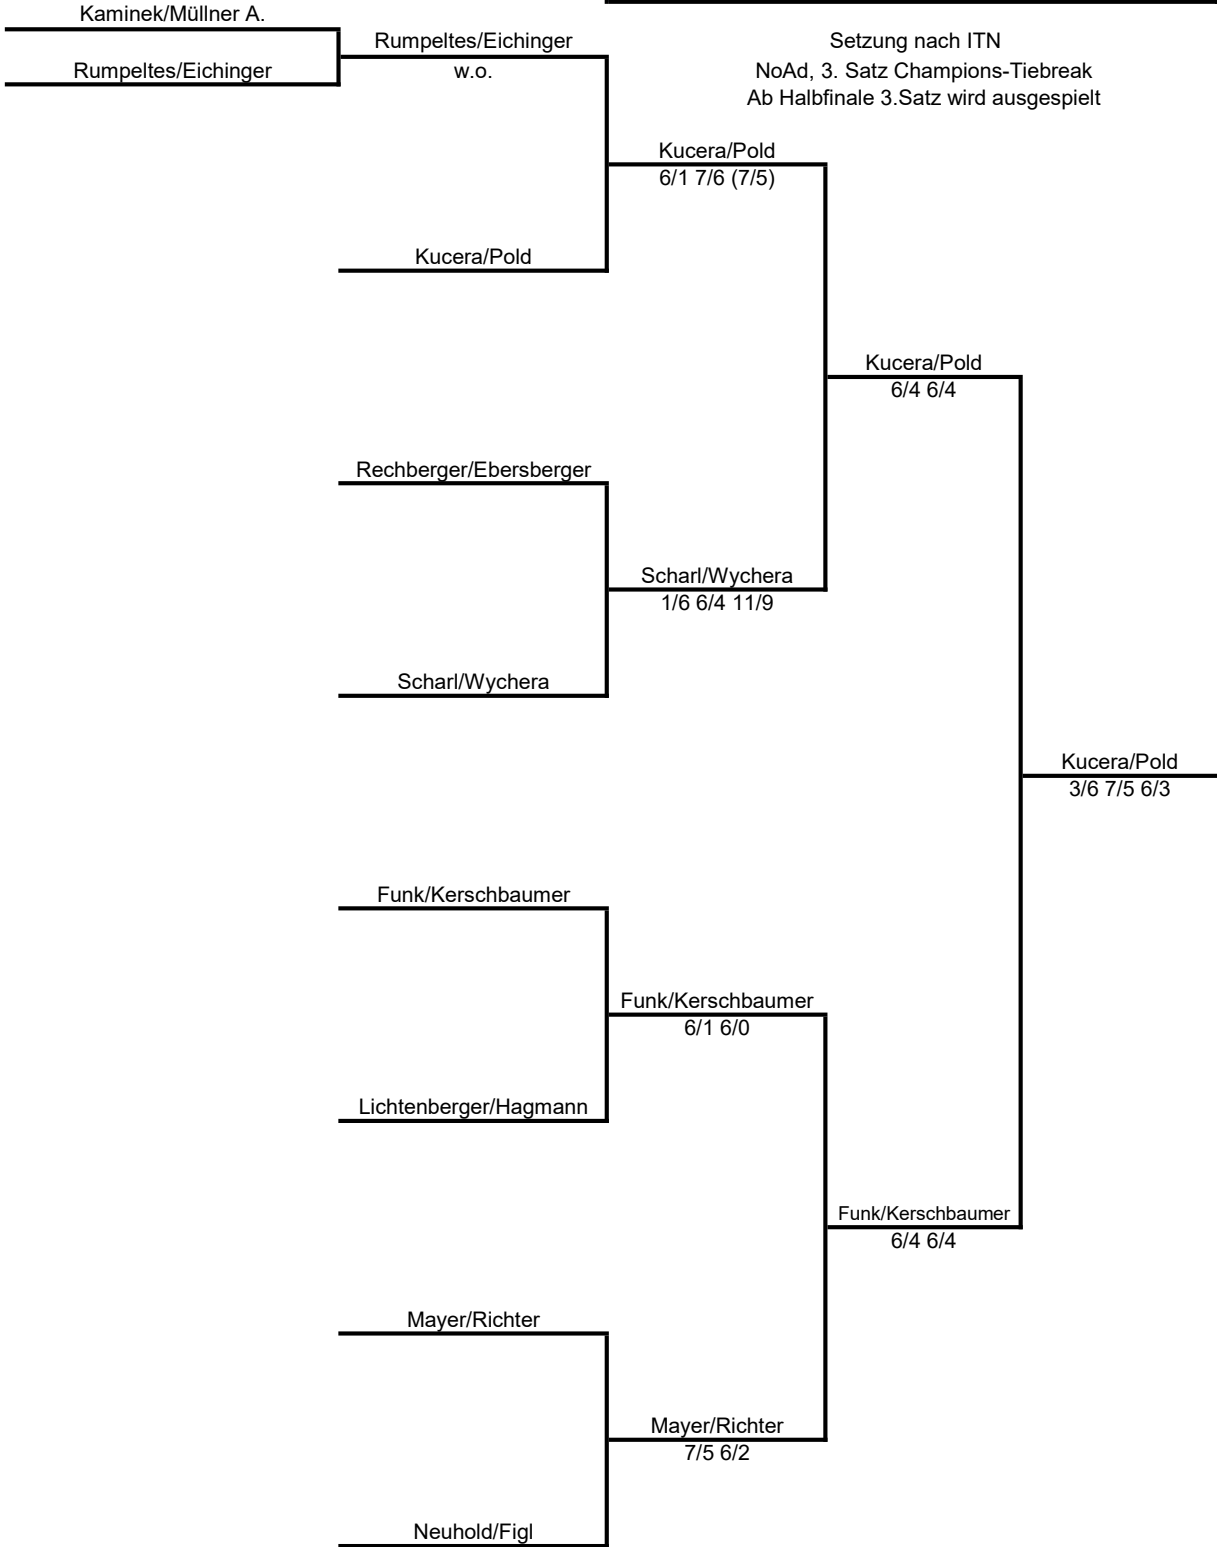 Kaminek/Müllner A.
Rumpeltes/Eichinger
Setzung nach ITN
Rumpeltes/Eichinger
w.o.
NoAd, 3. Satz Champions-Tiebreak
Ab Halbfinale 3.Satz wird ausgespielt
Kucera/Pold
6/1 7/6 (7/5)
Kucera/Pold
Kucera/Pold
6/4 6/4
Rechberger/Ebersberger
Scharl/Wychera
1/6 6/4 11/9
Scharl/Wychera
Kucera/Pold
3/6 7/5 6/3
Funk/Kerschbaumer
Funk/Kerschbaumer
6/1 6/0
Lichtenberger/Hagmann
Funk/Kerschbaumer
6/4 6/4
Mayer/Richter
Mayer/Richter
7/5 6/2
Neuhold/Figl